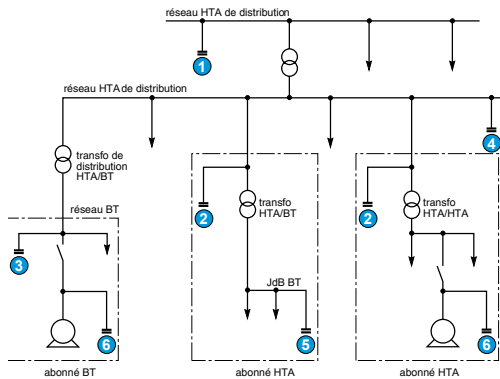 réseau HTA de distribution
1
réseau HTA de distribution
4
transfo de
distribution
HTA/BT
2
transfo
HTA/BT
2
transfo
HTA/HTA
réseau BT
3
JdB BT
6
5
6
abonné BT
abonné HTA
abonné HTA